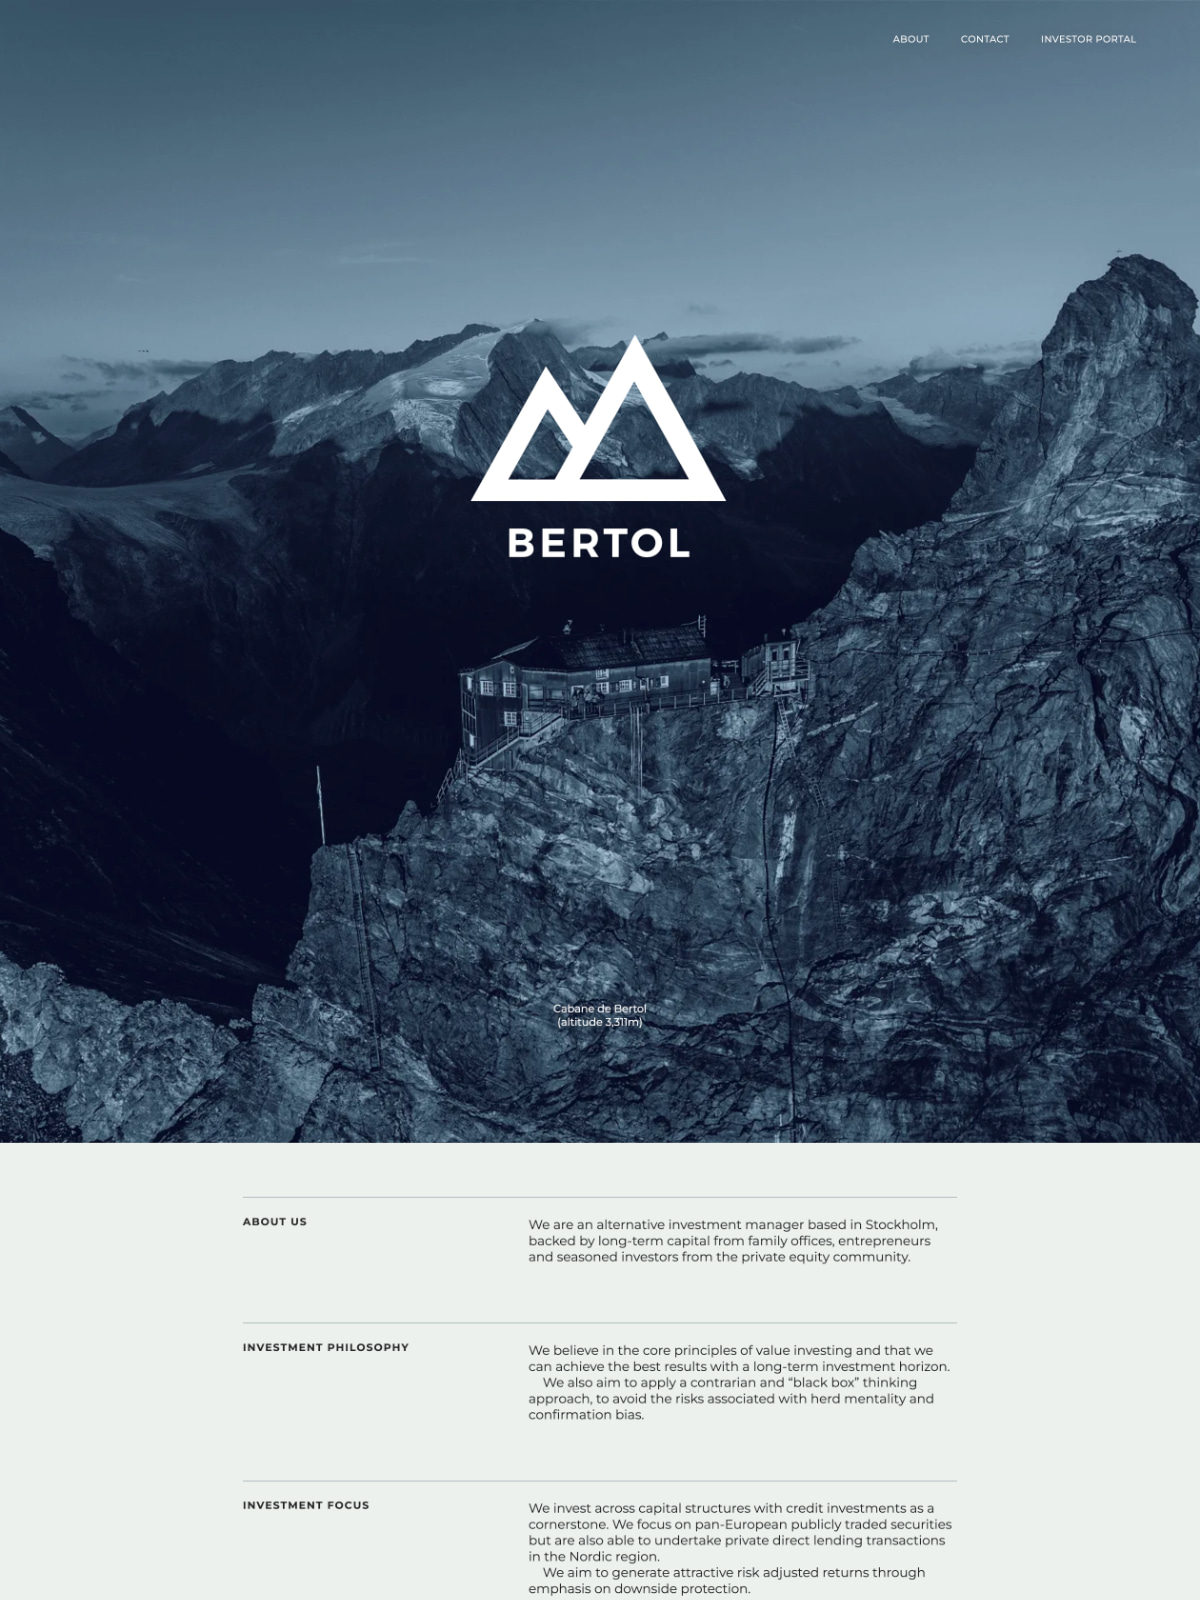 ABOUT CONTACT INVESTOR PORTAL
BERTOL
Cabane de Bertol
(altitude 3,311m)
ABOUT US
We are an alternative investment manager based in Stockholm,
backed by long-term capital from family offices, entrepreneurs
and seasoned investors from the private equity community.
INVESTMENT PHILOSOPHY
We believe in the core principles of value investing and that we
can achieve the best results with a long-term investment horizon.
We also aim to apply a contrarian and “black box” thinking
approach, to avoid the risks associated with herd mentality and
confirmation bias.
INVESTMENT FOCUS
We invest across capital structures with credit investments as a
cornerstone. We focus on pan-European publicly traded securities
but are also able to undertake private direct lending transactions
in the Nordic region.
We aim to generate attractive risk adjusted returns through
emphasis on downside protection.